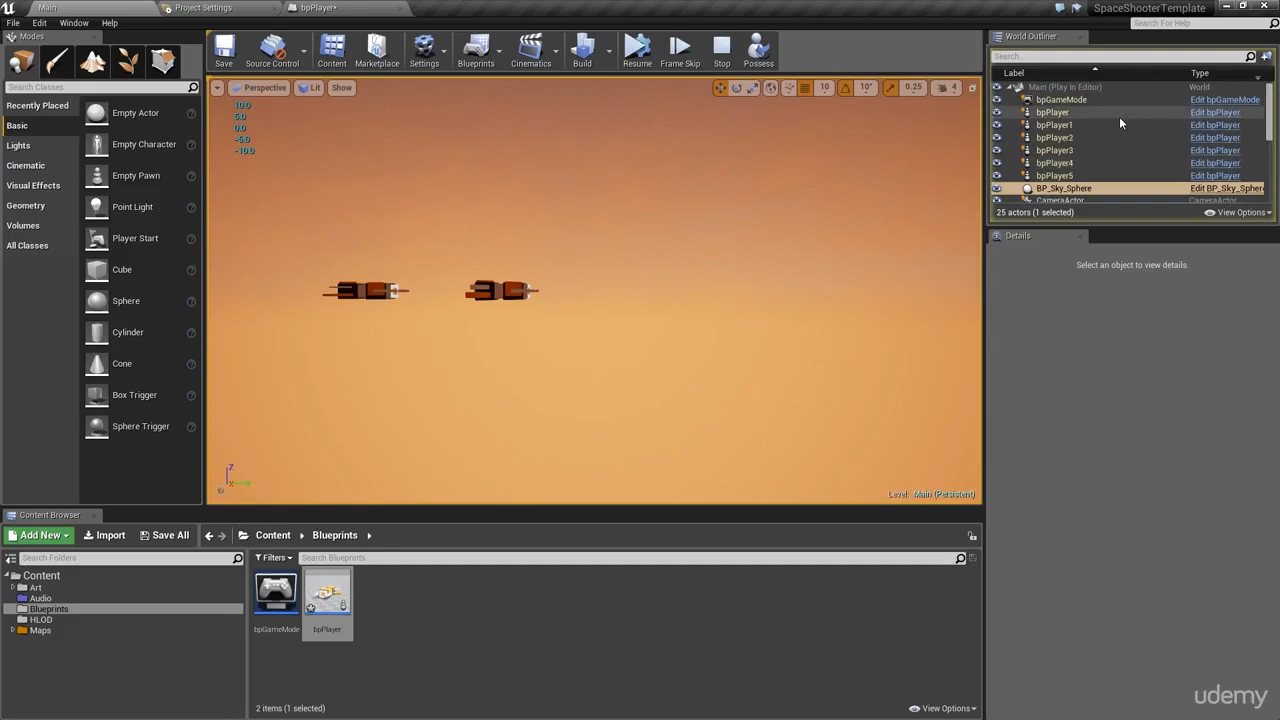 Main
Project Settings
bpPlayer*
SpaceShooterTemplate
File
Edit
Window
Help
Search For Help
Modes
Search Classes
Recently Placed
Basic
Lights
Cinematic
Visual Effects
Geometry
Volumes
All Classes
Empty Actor
Empty Character
Empty Pawn
Point Light
Player Start
Cube
Sphere
Cylinder
Cone
Box Trigger
Sphere Trigger
Save
Source Control
Content
Marketplace
Settings
Blueprints
Cinematics
Build
Resume
Frame Skip
Stop
Possess
Perspective
Lit
Show
10
10°
0.25
4
10.0
5.0
0.0
-5.0
-10.0
Z
Level: Main (Persistent)
World Outliner
Search...
Label
Type
Main (Play In Editor)
World
bpGameMode
Edit bpGameMode
bpPlayer
Edit bpPlayer
bpPlayer1
Edit bpPlayer
bpPlayer2
Edit bpPlayer
bpPlayer3
Edit bpPlayer
bpPlayer4
Edit bpPlayer
bpPlayer5
Edit bpPlayer
BP_Sky_Sphere
Edit BP_Sky_Spher
CameraActor
CameraActor
25 actors (1 selected)
View Options
Details
Select an object to view details.
Content Browser
Add New
Import
Save All
Content
Blueprints
Search Folders
Filters
Search Blueprints
Content
Art
Audio
Blueprints
HLOD
Maps
bpGameMode
bpPlayer
2 items (1 selected)
View Options
udemy